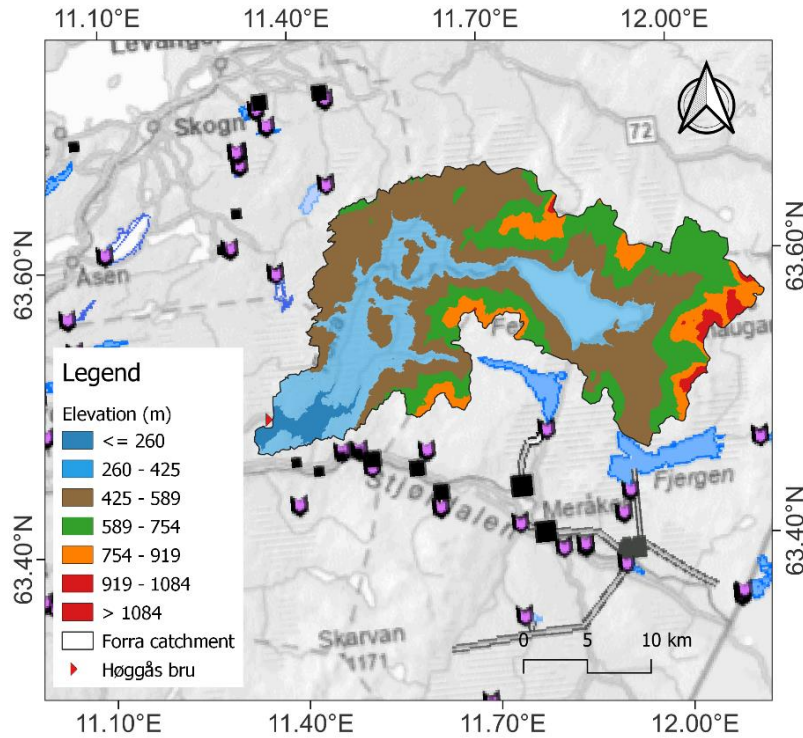 11.10°E 11.40°E 11.70°E 12.00°E
Levanger
Skogn
72
63.60°N
63.60°N
Åsen
Legend
Elevation (m)
<= 260
260 - 425
425 - 589
589 - 754
754 - 919
919 - 1084
> 1084
Forra catchment
Høggås bru
Fjergen
Meråker
63.40°N
63.40°N
Skarvan
1171
0 5 10 km
11.10°E 11.40°E 11.70°E 12.00°E